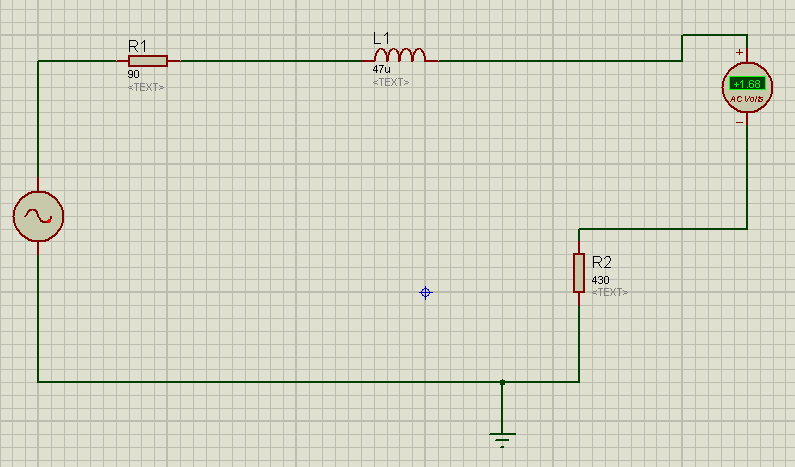 R1
90
<TEXT>
L1
47u
<TEXT>
+
+1.68
AC Volts
−
R2
430
<TEXT>